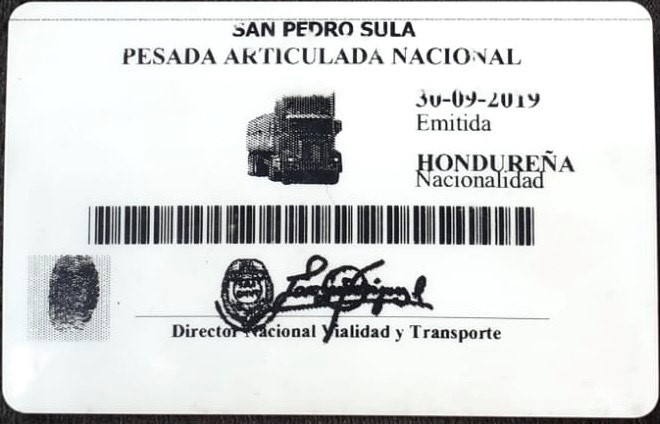 SAN PEDRO SULA
PESADA ARTICULADA NACIONAL
30-09-2019
Emitida
HONDUREÑA
Nacionalidad
Director Nacional Vialidad y Transporte